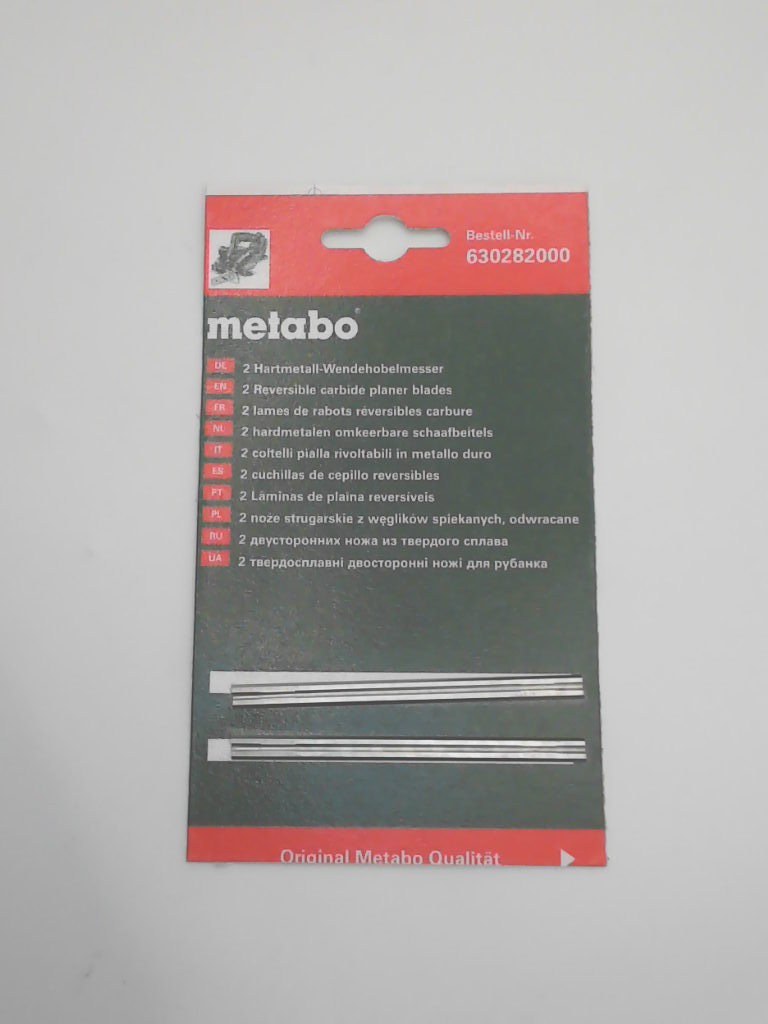 Bestell-Nr.
630282000
metabo
DE 2 Hartmetall-Wendehobelmesser
EN 2 Reversible carbide planer blades
FR 2 lames de rabots réversibles carbure
NL 2 hardmetalen omkeerbare schaafbeitels
IT 2 coltelli pialla rivoltabili in metallo duro
ES 2 cuchillas de cepillo reversibles
PT 2 Lâminas de plaina reversíveis
PL 2 noże strugarskie z węglików spiekanych, odwracane
RU 2 двусторонних ножа из твердого сплава
UA 2 твердосплавні двосторонні ножі для рубанка
Original Metabo Qualität